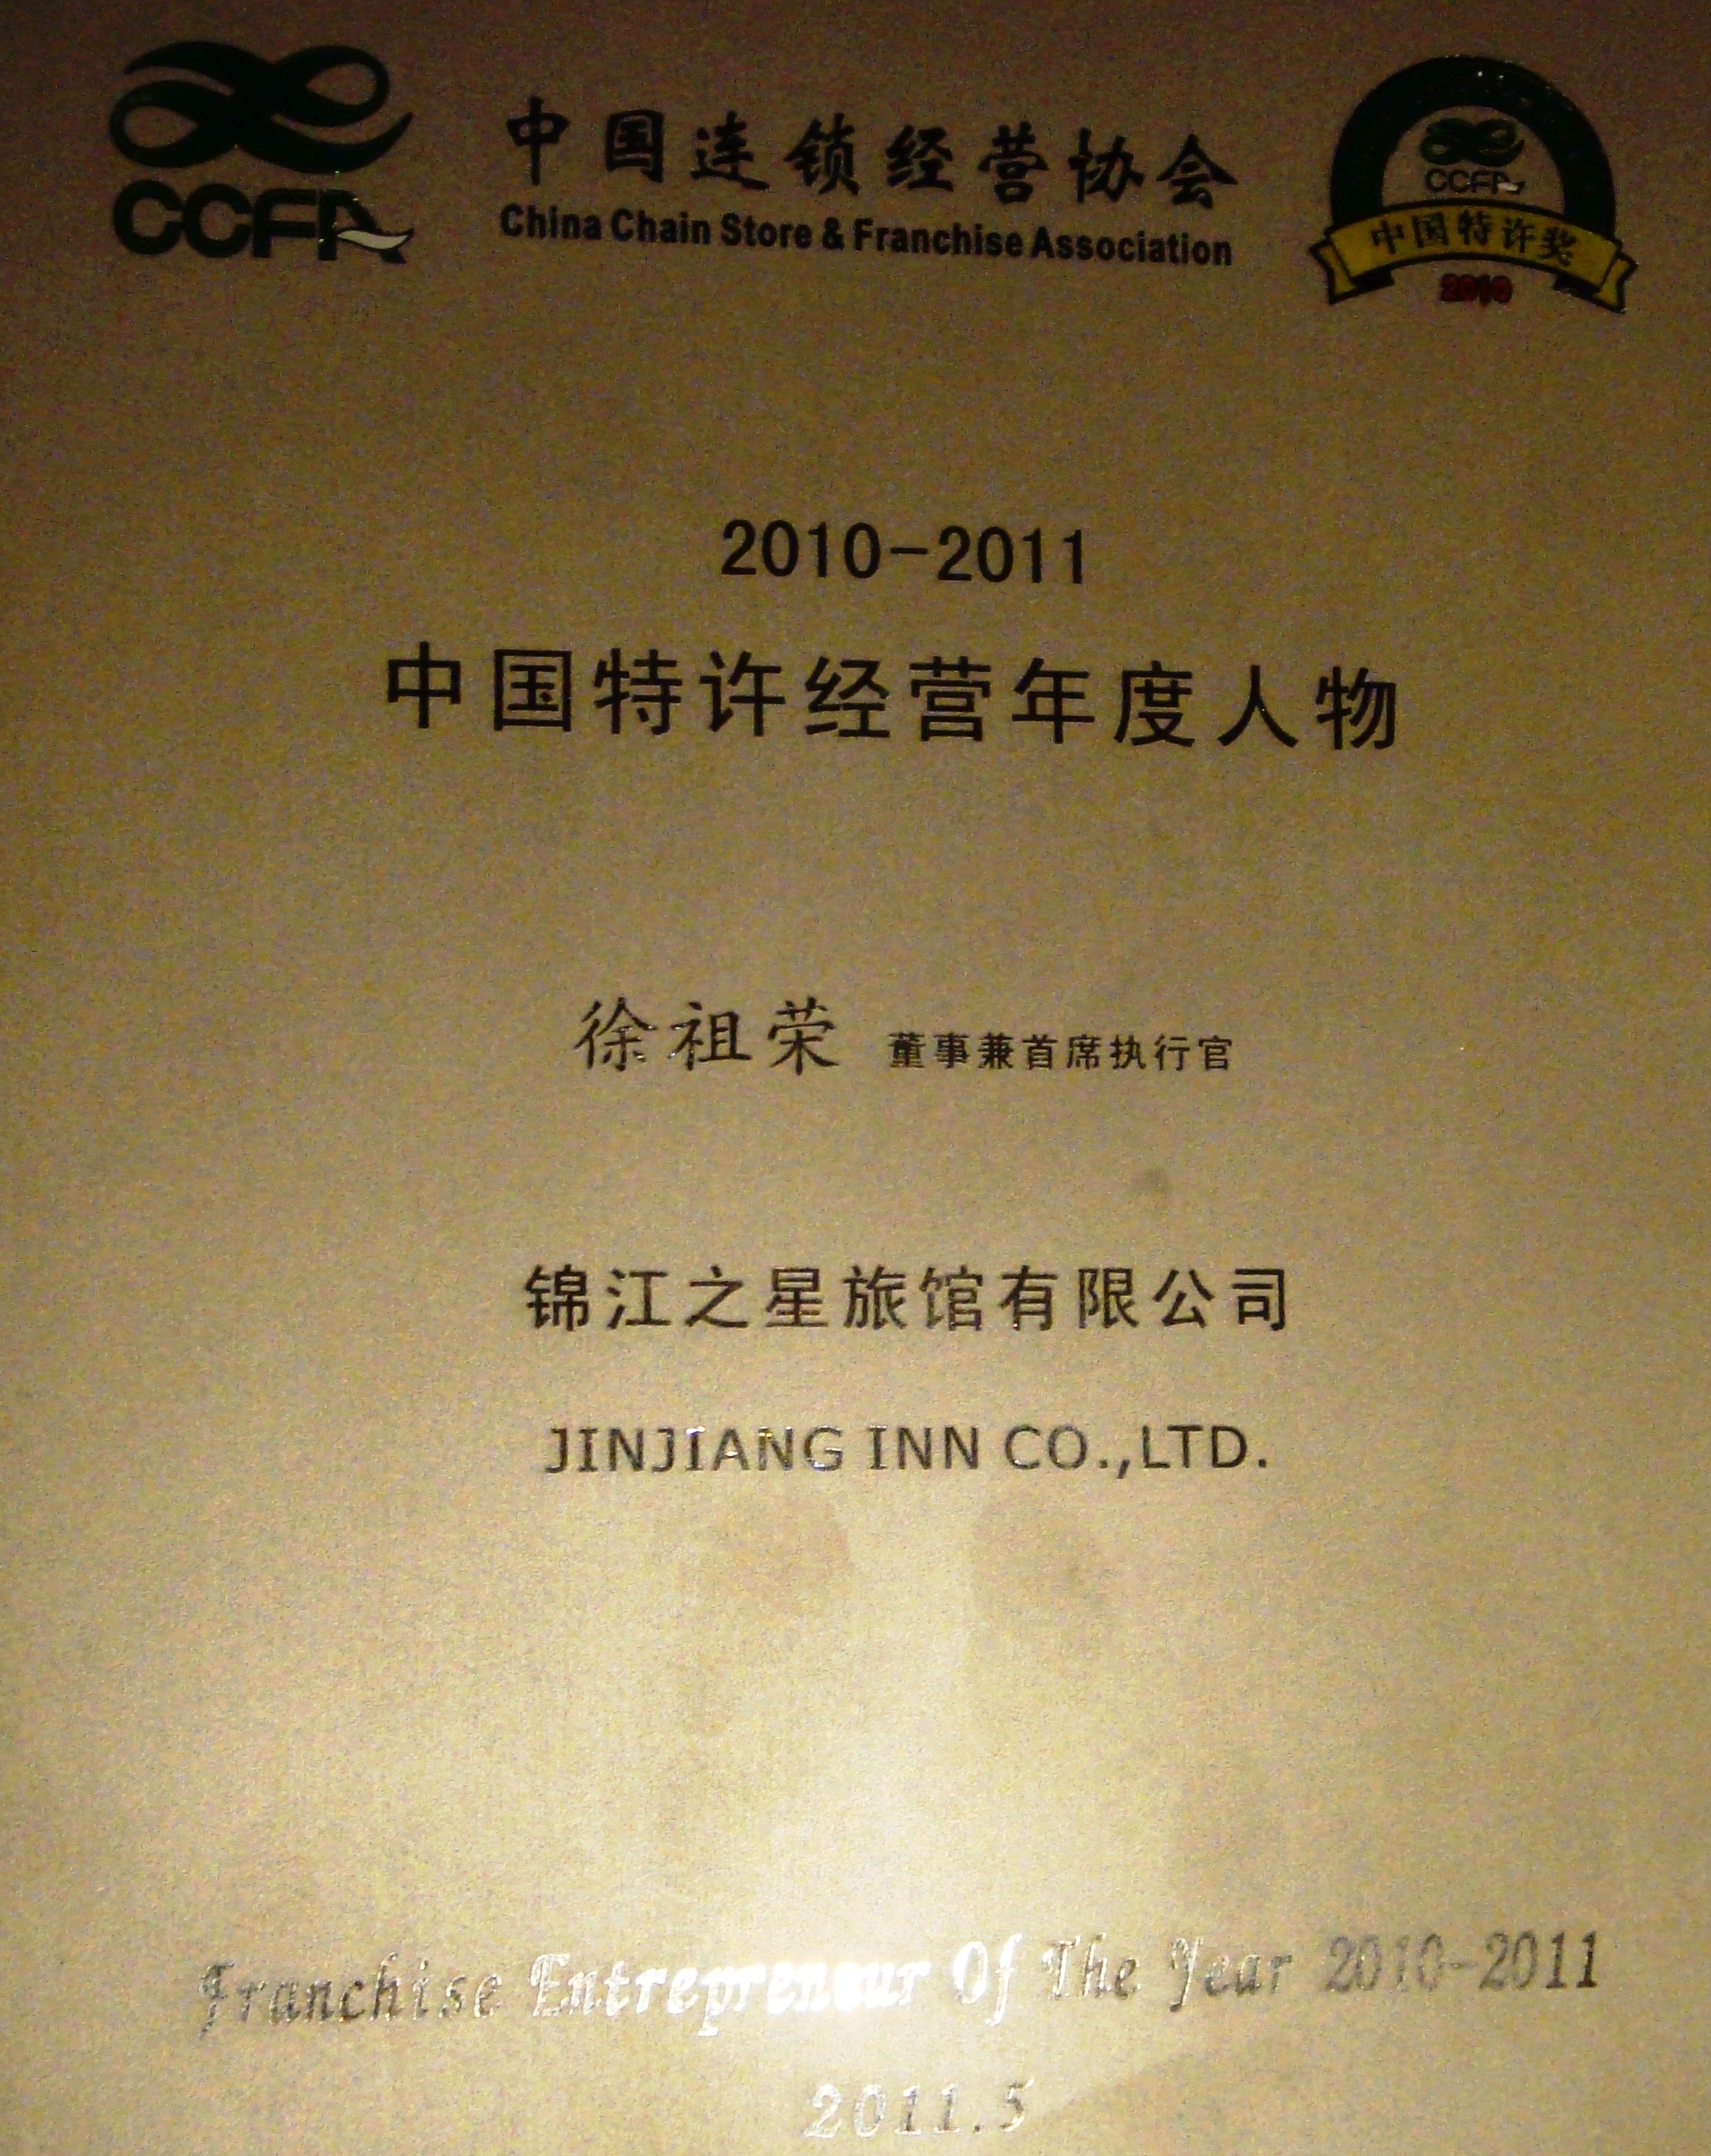 CCFA
中国连锁经营协会
China Chain Store & Franchise Association
CCFA
中国特许奖
2010
2010-2011
中国特许经营年度人物
徐祖荣 董事兼首席执行官
锦江之星旅馆有限公司
JINJIANG INN CO.,LTD.
Franchise Entrepreneur Of The Year 2010-2011
2011.5